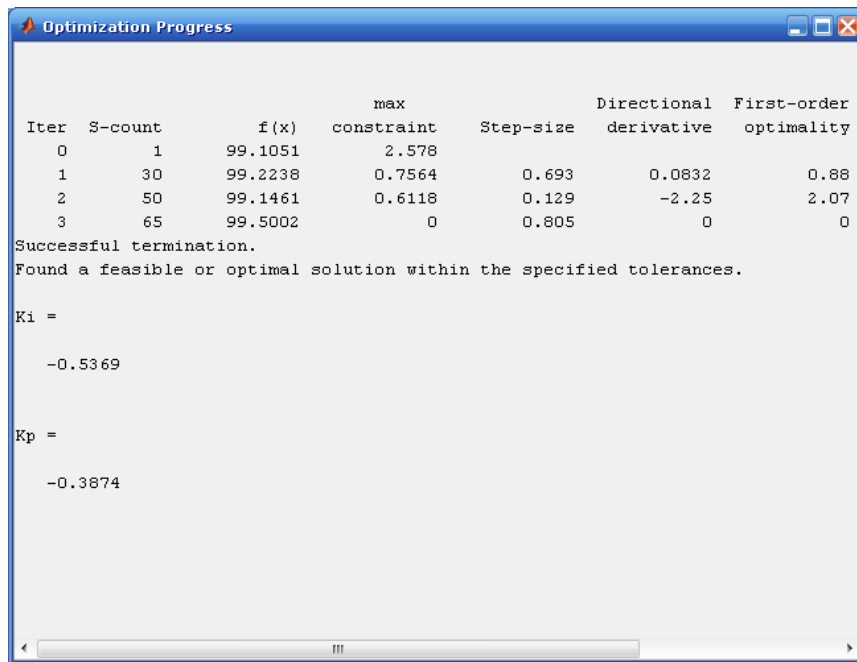 Optimization Progress
max Directional First-order
Iter S-count f(x) constraint Step-size derivative optimality
0 1 99.1051 2.578
1 30 99.2238 0.7564 0.693 0.0832 0.88
2 50 99.1461 0.6118 0.129 -2.25 2.07
3 65 99.5002 0 0.805 0 0
Successful termination.
Found a feasible or optimal solution within the specified tolerances.
Ki =
-0.5369
Kp =
-0.3874